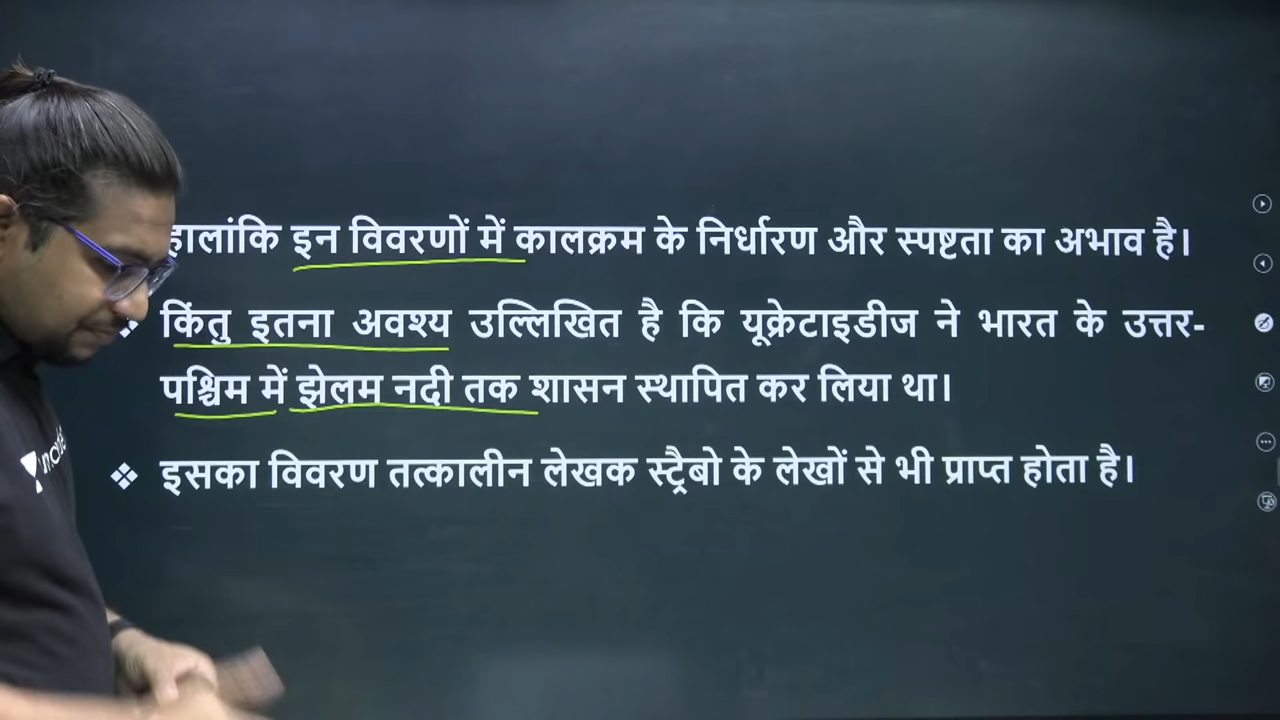 हालांकि इन विवरणों में कालक्रम के निर्धारण और स्पष्टता का अभाव है।
❖ किंतु इतना अवश्य उल्लिखित है कि यूक्रेटाइडीज ने भारत के उत्तर-
पश्चिम में झेलम नदी तक शासन स्थापित कर लिया था।
❖ इसका विवरण तत्कालीन लेखक स्ट्रैबो के लेखों से भी प्राप्त होता है।